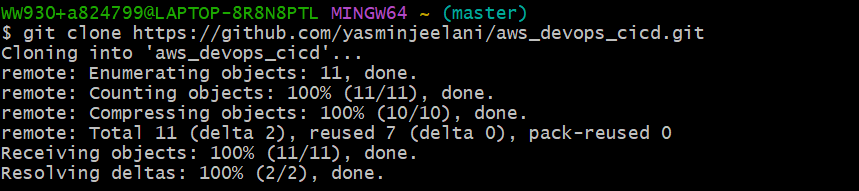 WW930+a824799@LAPTOP-8R8N8PTL MINGW64 ~ (master)
$ git clone https://github.com/yasminjeelani/aws_devops_cicd.git
Cloning into 'aws_devops_cicd'...
remote: Enumerating objects: 11, done.
remote: Counting objects: 100% (11/11), done.
remote: Compressing objects: 100% (10/10), done.
remote: Total 11 (delta 2), reused 7 (delta 0), pack-reused 0
Receiving objects: 100% (11/11), done.
Resolving deltas: 100% (2/2), done.